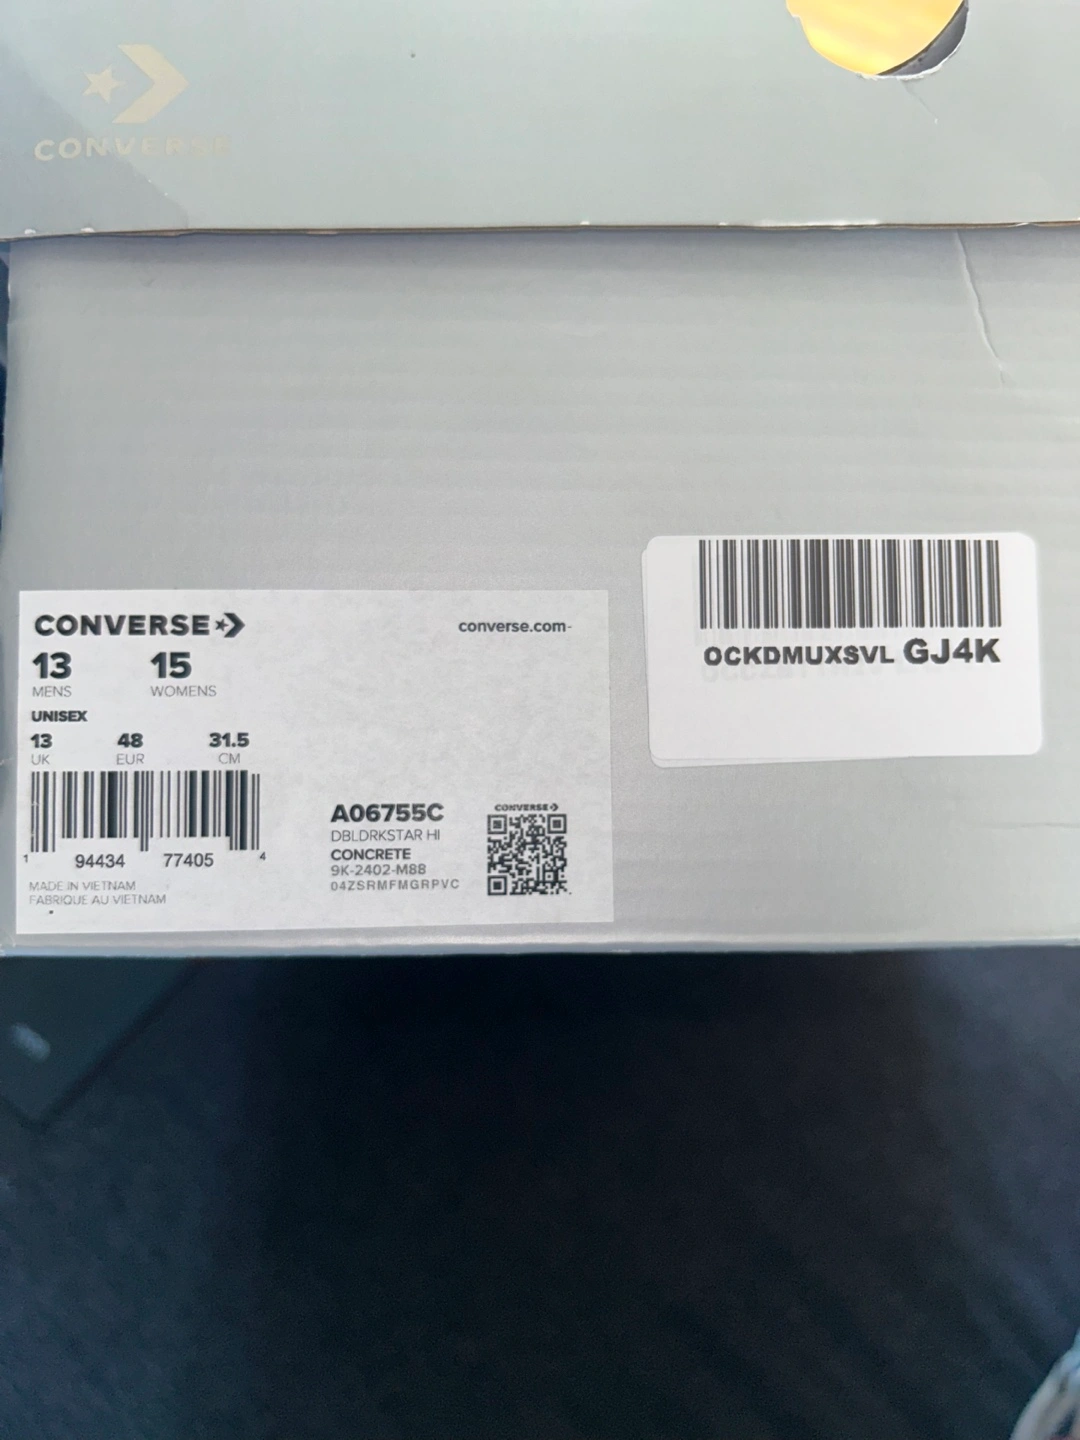 CONVERSE
CONVERSE
converse.com
13 15
MENS WOMENS
UNISEX
13 48 31.5
UK EUR CM
1 94434 77405 4
MADE IN VIETNAM
FABRIQUE AU VIETNAM
A06755C
DBLDRKSTAR HI
CONCRETE
9K-2402-M8B
04ZSRMFMGRPVC
CONVERSE
OCKDMUXSVL GJ4K